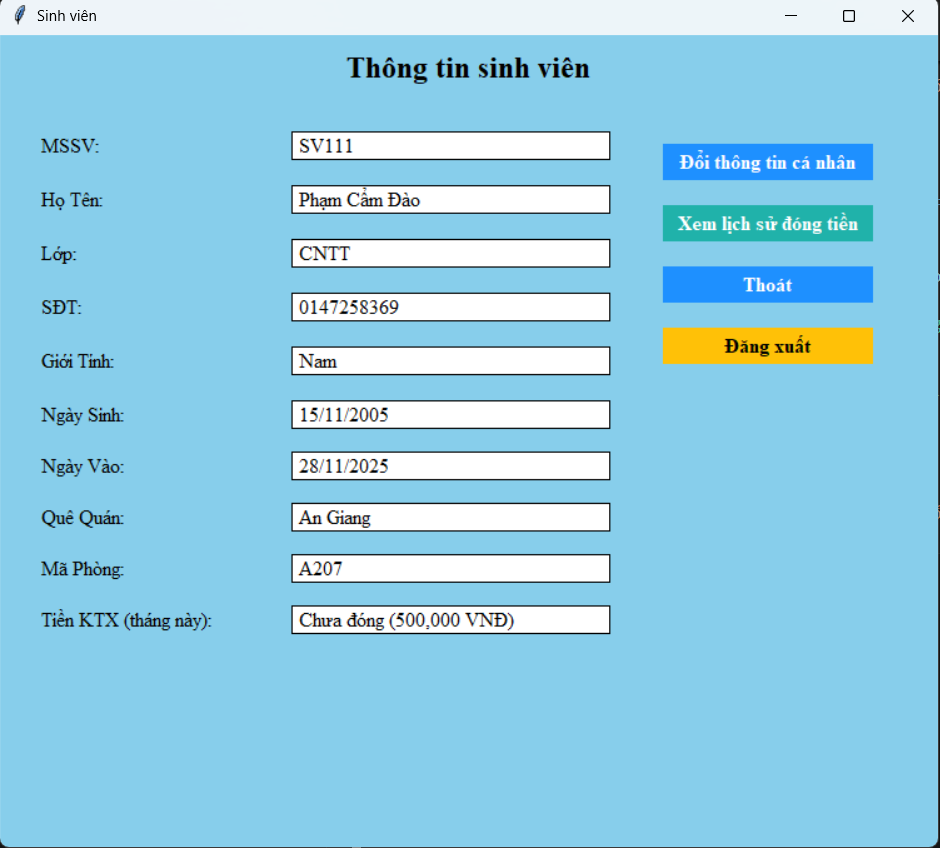 Sinh viên
Thông tin sinh viên
MSSV: SV111
Họ Tên: Phạm Cẩm Đào
Lớp: CNTT
SĐT: 0147258369
Giới Tính: Nam
Ngày Sinh: 15/11/2005
Ngày Vào: 28/11/2025
Quê Quán: An Giang
Mã Phòng: A207
Tiền KTX (tháng này): Chưa đóng (500,000 VNĐ)
Đổi thông tin cá nhân
Xem lịch sử đóng tiền
Thoát
Đăng xuất